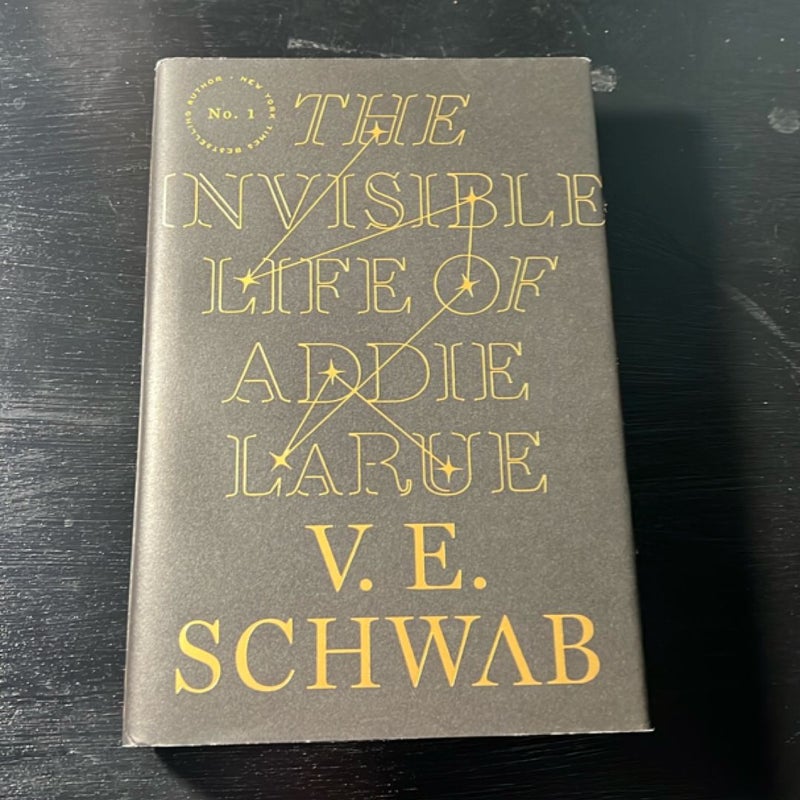 NEW YORK TIMES BESTSELLING AUTHOR ·
No. 1
THE
INVISIBLE
LIFE OF
ADDIE
LARUE
V. E.
SCHWAB